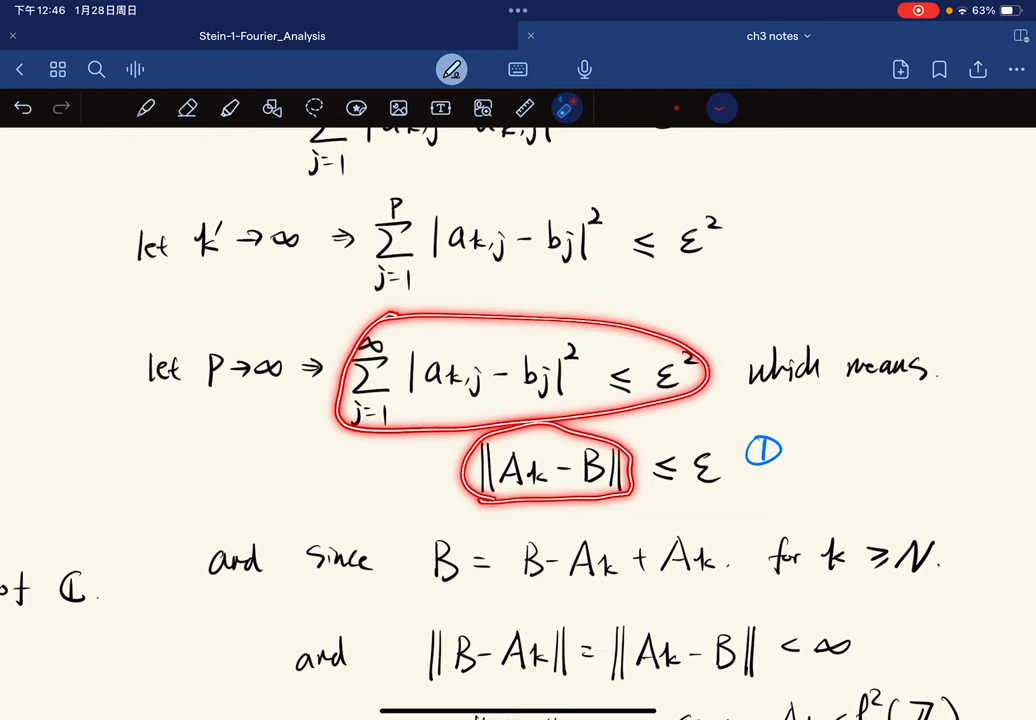 下午12:46 1月28日周日
63%
Stein-1-Fourier_Analysis
ch3 notes
let k' → ∞ ⇒ Σ_{j=1}^{P} |a_{k,j} - b_j|² ≤ ε²
let P → ∞ ⇒ Σ_{j=1}^{∞} |a_{k,j} - b_j|² ≤ ε² which means.
‖A_k - B‖ ≤ ε ①
and since B = B - A_k + A_k. for k ≥ N.
of ℂ.
and ‖B - A_k‖ = ‖A_k - B‖ < ∞